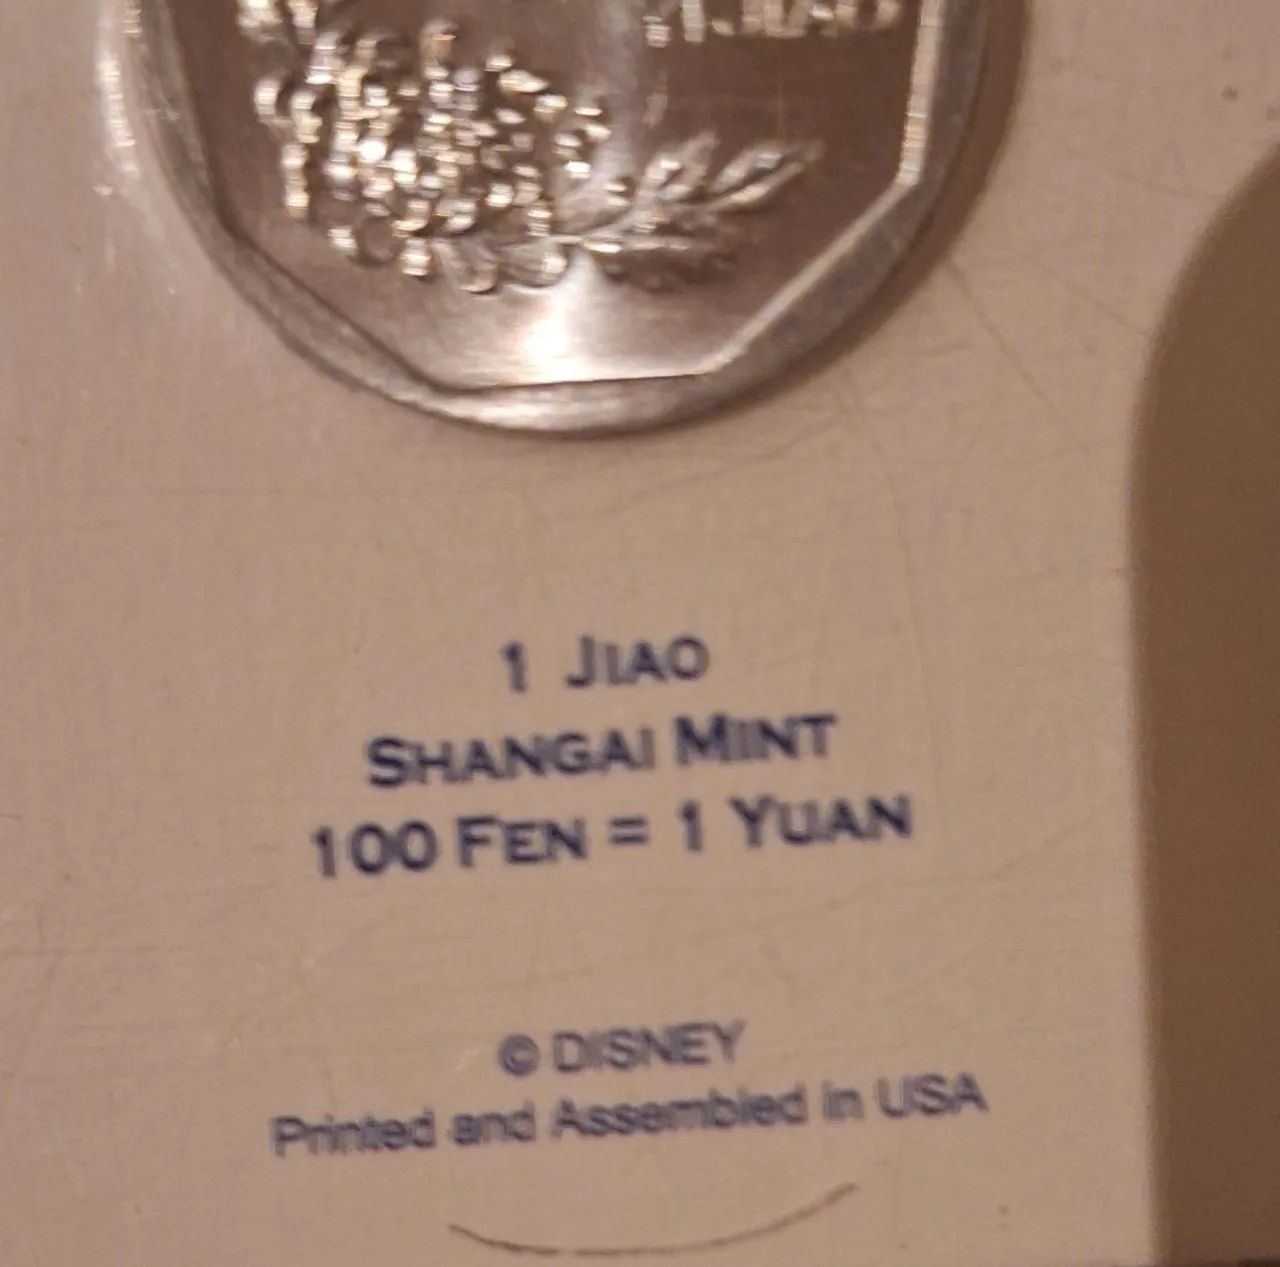 1 JIAO
SHANGAI MINT
100 FEN = 1 YUAN
© DISNEY
Printed and Assembled in USA